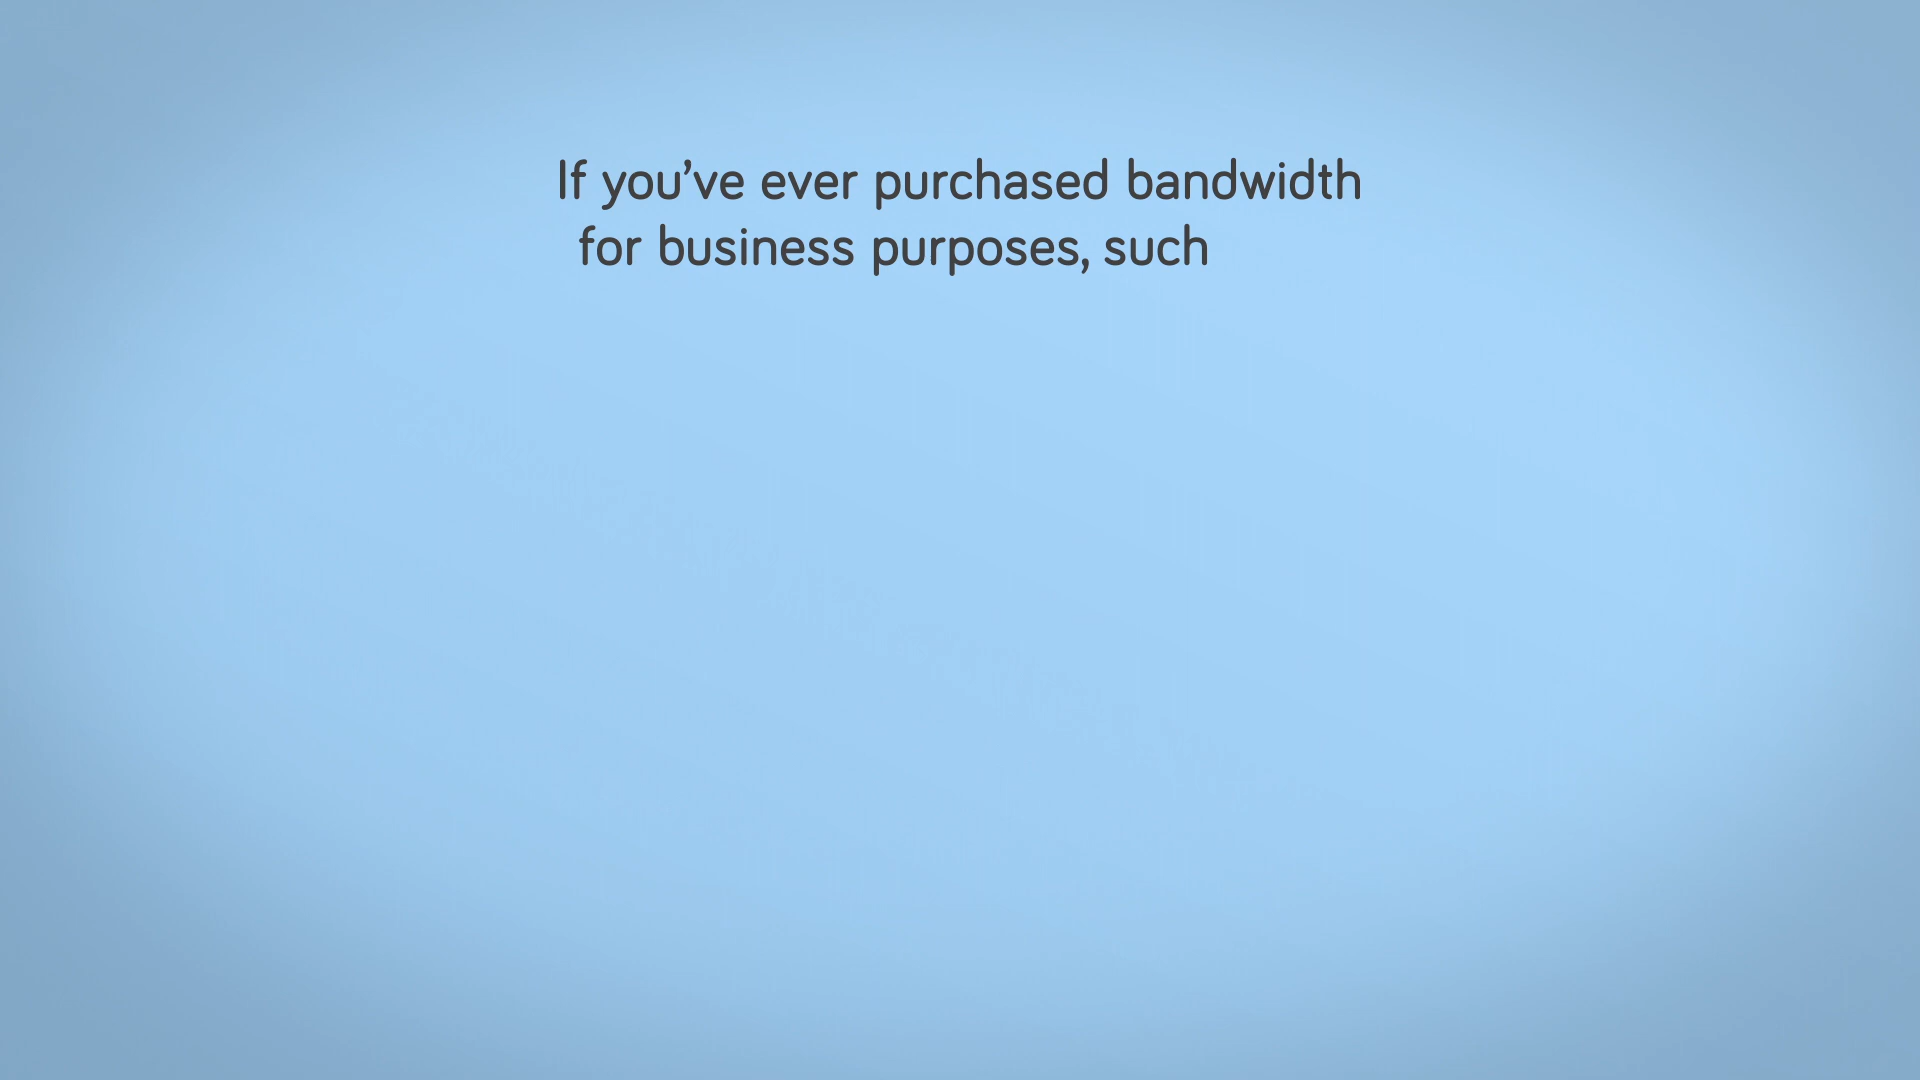 If you’ve ever purchased bandwidth
for business purposes, such